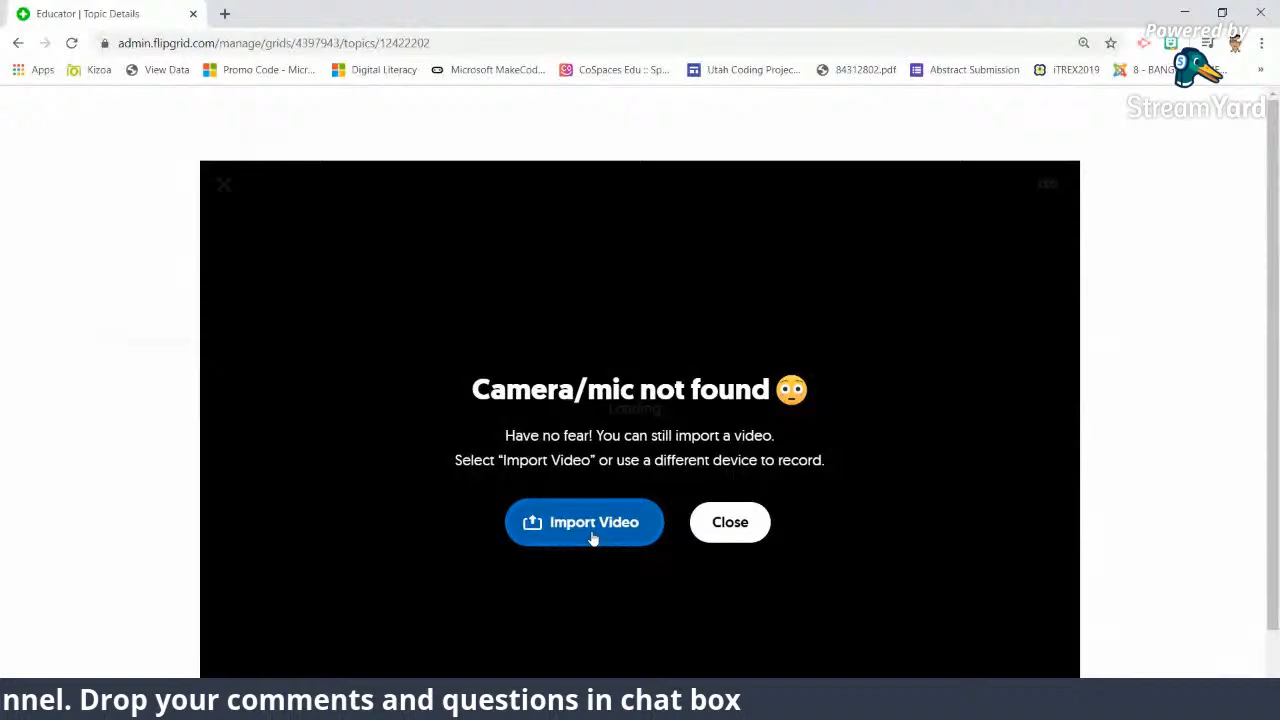 Educator | Topic Details
admin.flipgrid.com/manage/grids/4397943/topics/12422202
Powered by
Apps
Kizoa
View Data
Promo Code - Micr...
Digital Literacy
Microsoft MakeCod...
CoSpaces Edu :: Sp...
Utah Coding Projec...
84312802.pdf
Abstract Submission
iTREX2019
8 - BANG
StreamYard
Camera/mic not found 😳
Loading
Have no fear! You can still import a video.
Select “Import Video” or use a different device to record.
Import Video
Close
nnel. Drop your comments and questions in chat box